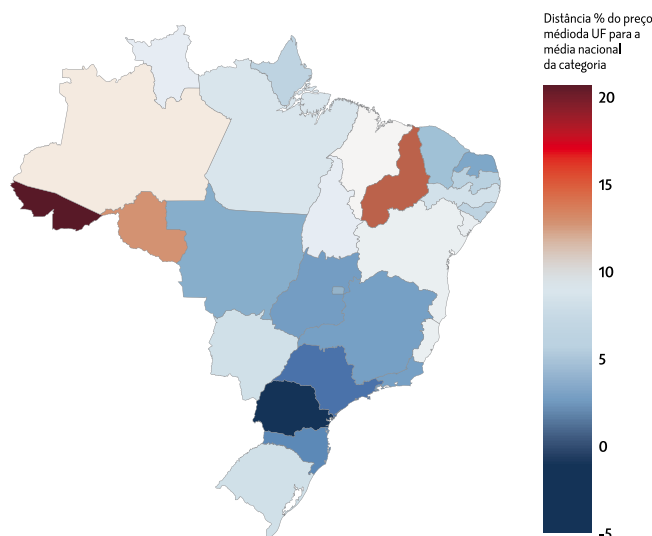 Distância % do preço
médioda UF para a
média nacional
da categoria
20
15
10
5
0
-5